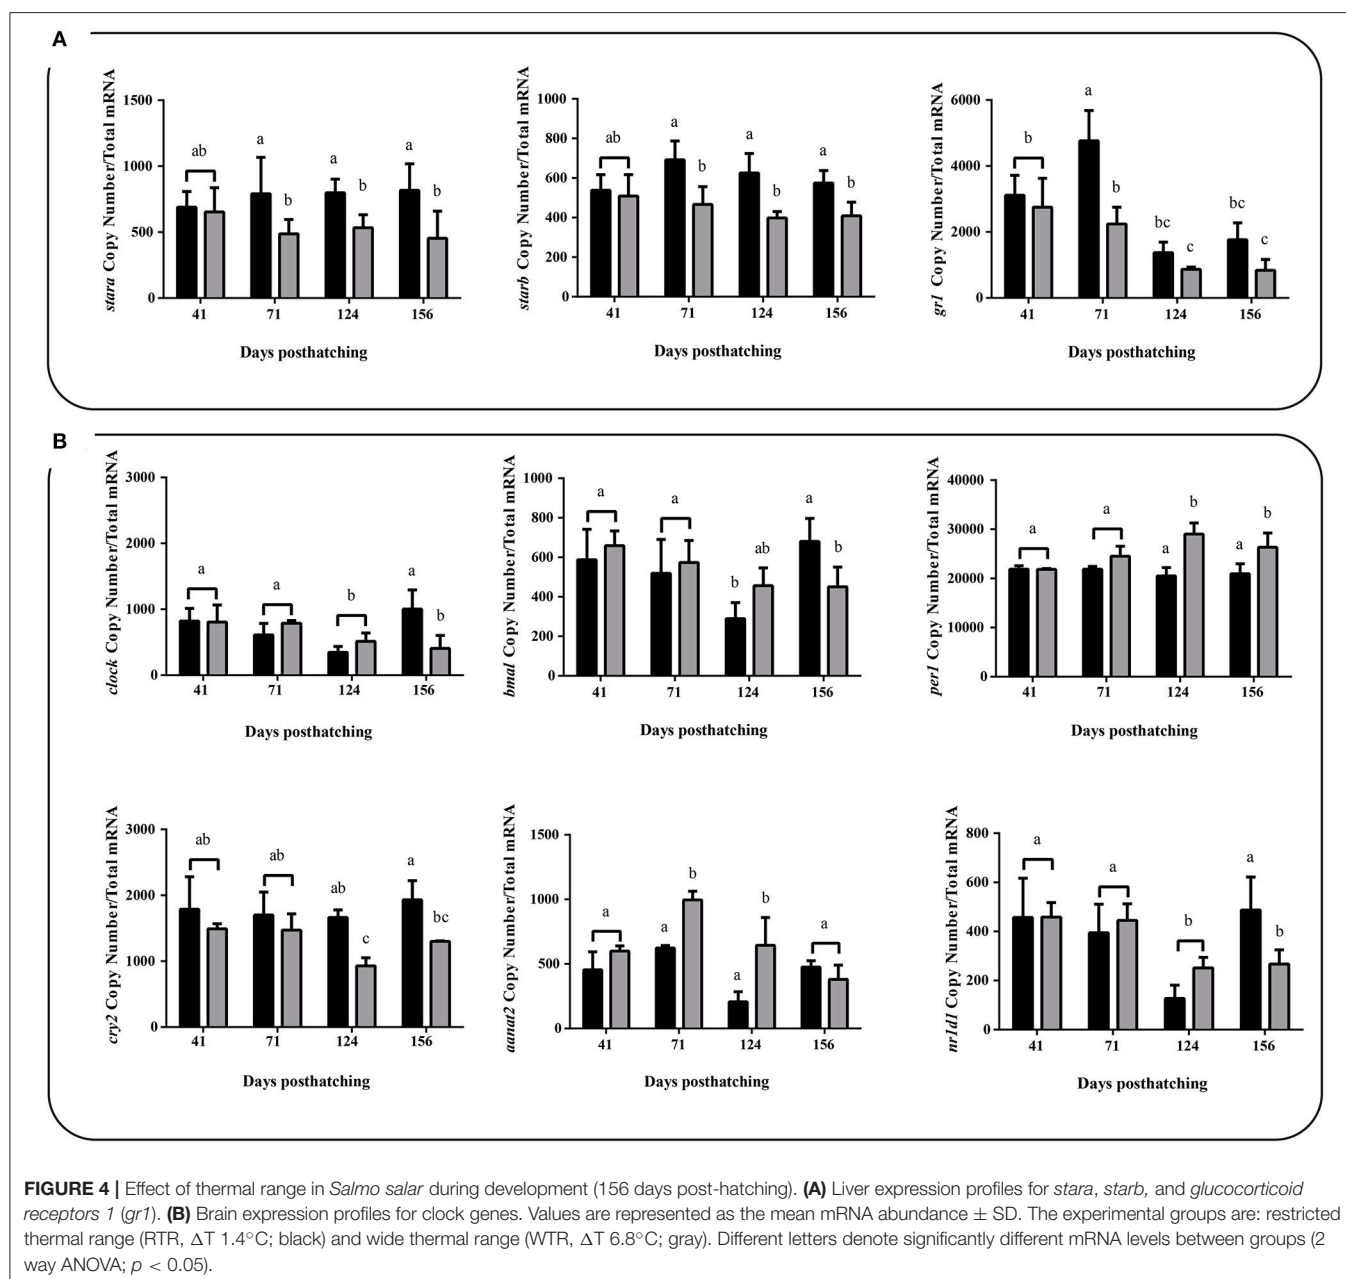 A
stara Copy Number/Total mRNA
1500
1000
500
0
ab
a
b
a
b
a
b
41 71 124 156
Days posthatching
starb Copy Number/Total mRNA
1000
800
600
400
200
0
ab
a
b
a
b
a
b
41 71 124 156
Days posthatching
gr1 Copy Number/Total mRNA
6000
4000
2000
0
b
a
b
bc
c
bc
c
41 71 124 156
Days posthatching
B
clock Copy Number/Total mRNA
3000
2000
1000
0
a
a
b
a
b
41 71 124 156
Days posthatching
bmal Copy Number/Total mRNA
1000
800
600
400
200
0
a
a
b
ab
a
b
41 71 124 156
Days posthatching
per1 Copy Number/Total mRNA
40000
30000
20000
10000
0
a
a
a
b
a
b
41 71 124 156
Days posthatching
cry2 Copy Number/Total mRNA
3000
2000
1000
0
ab
ab
ab
c
a
bc
41 71 124 156
Days posthatching
aanat2 Copy Number/Total mRNA
1500
1000
500
0
a
a
b
a
b
a
41 71 124 156
Days posthatching
nr1d1 Copy Number/Total mRNA
800
600
400
200
0
a
a
b
a
b
41 71 124 156
Days posthatching
FIGURE 4 | Effect of thermal range in Salmo salar during development (156 days post-hatching). (A) Liver expression profiles for stara, starb, and glucocorticoid
receptors 1 (gr1). (B) Brain expression profiles for clock genes. Values are represented as the mean mRNA abundance ± SD. The experimental groups are: restricted
thermal range (RTR, ΔT 1.4°C; black) and wide thermal range (WTR, ΔT 6.8°C; gray). Different letters denote significantly different mRNA levels between groups (2
way ANOVA; p < 0.05).